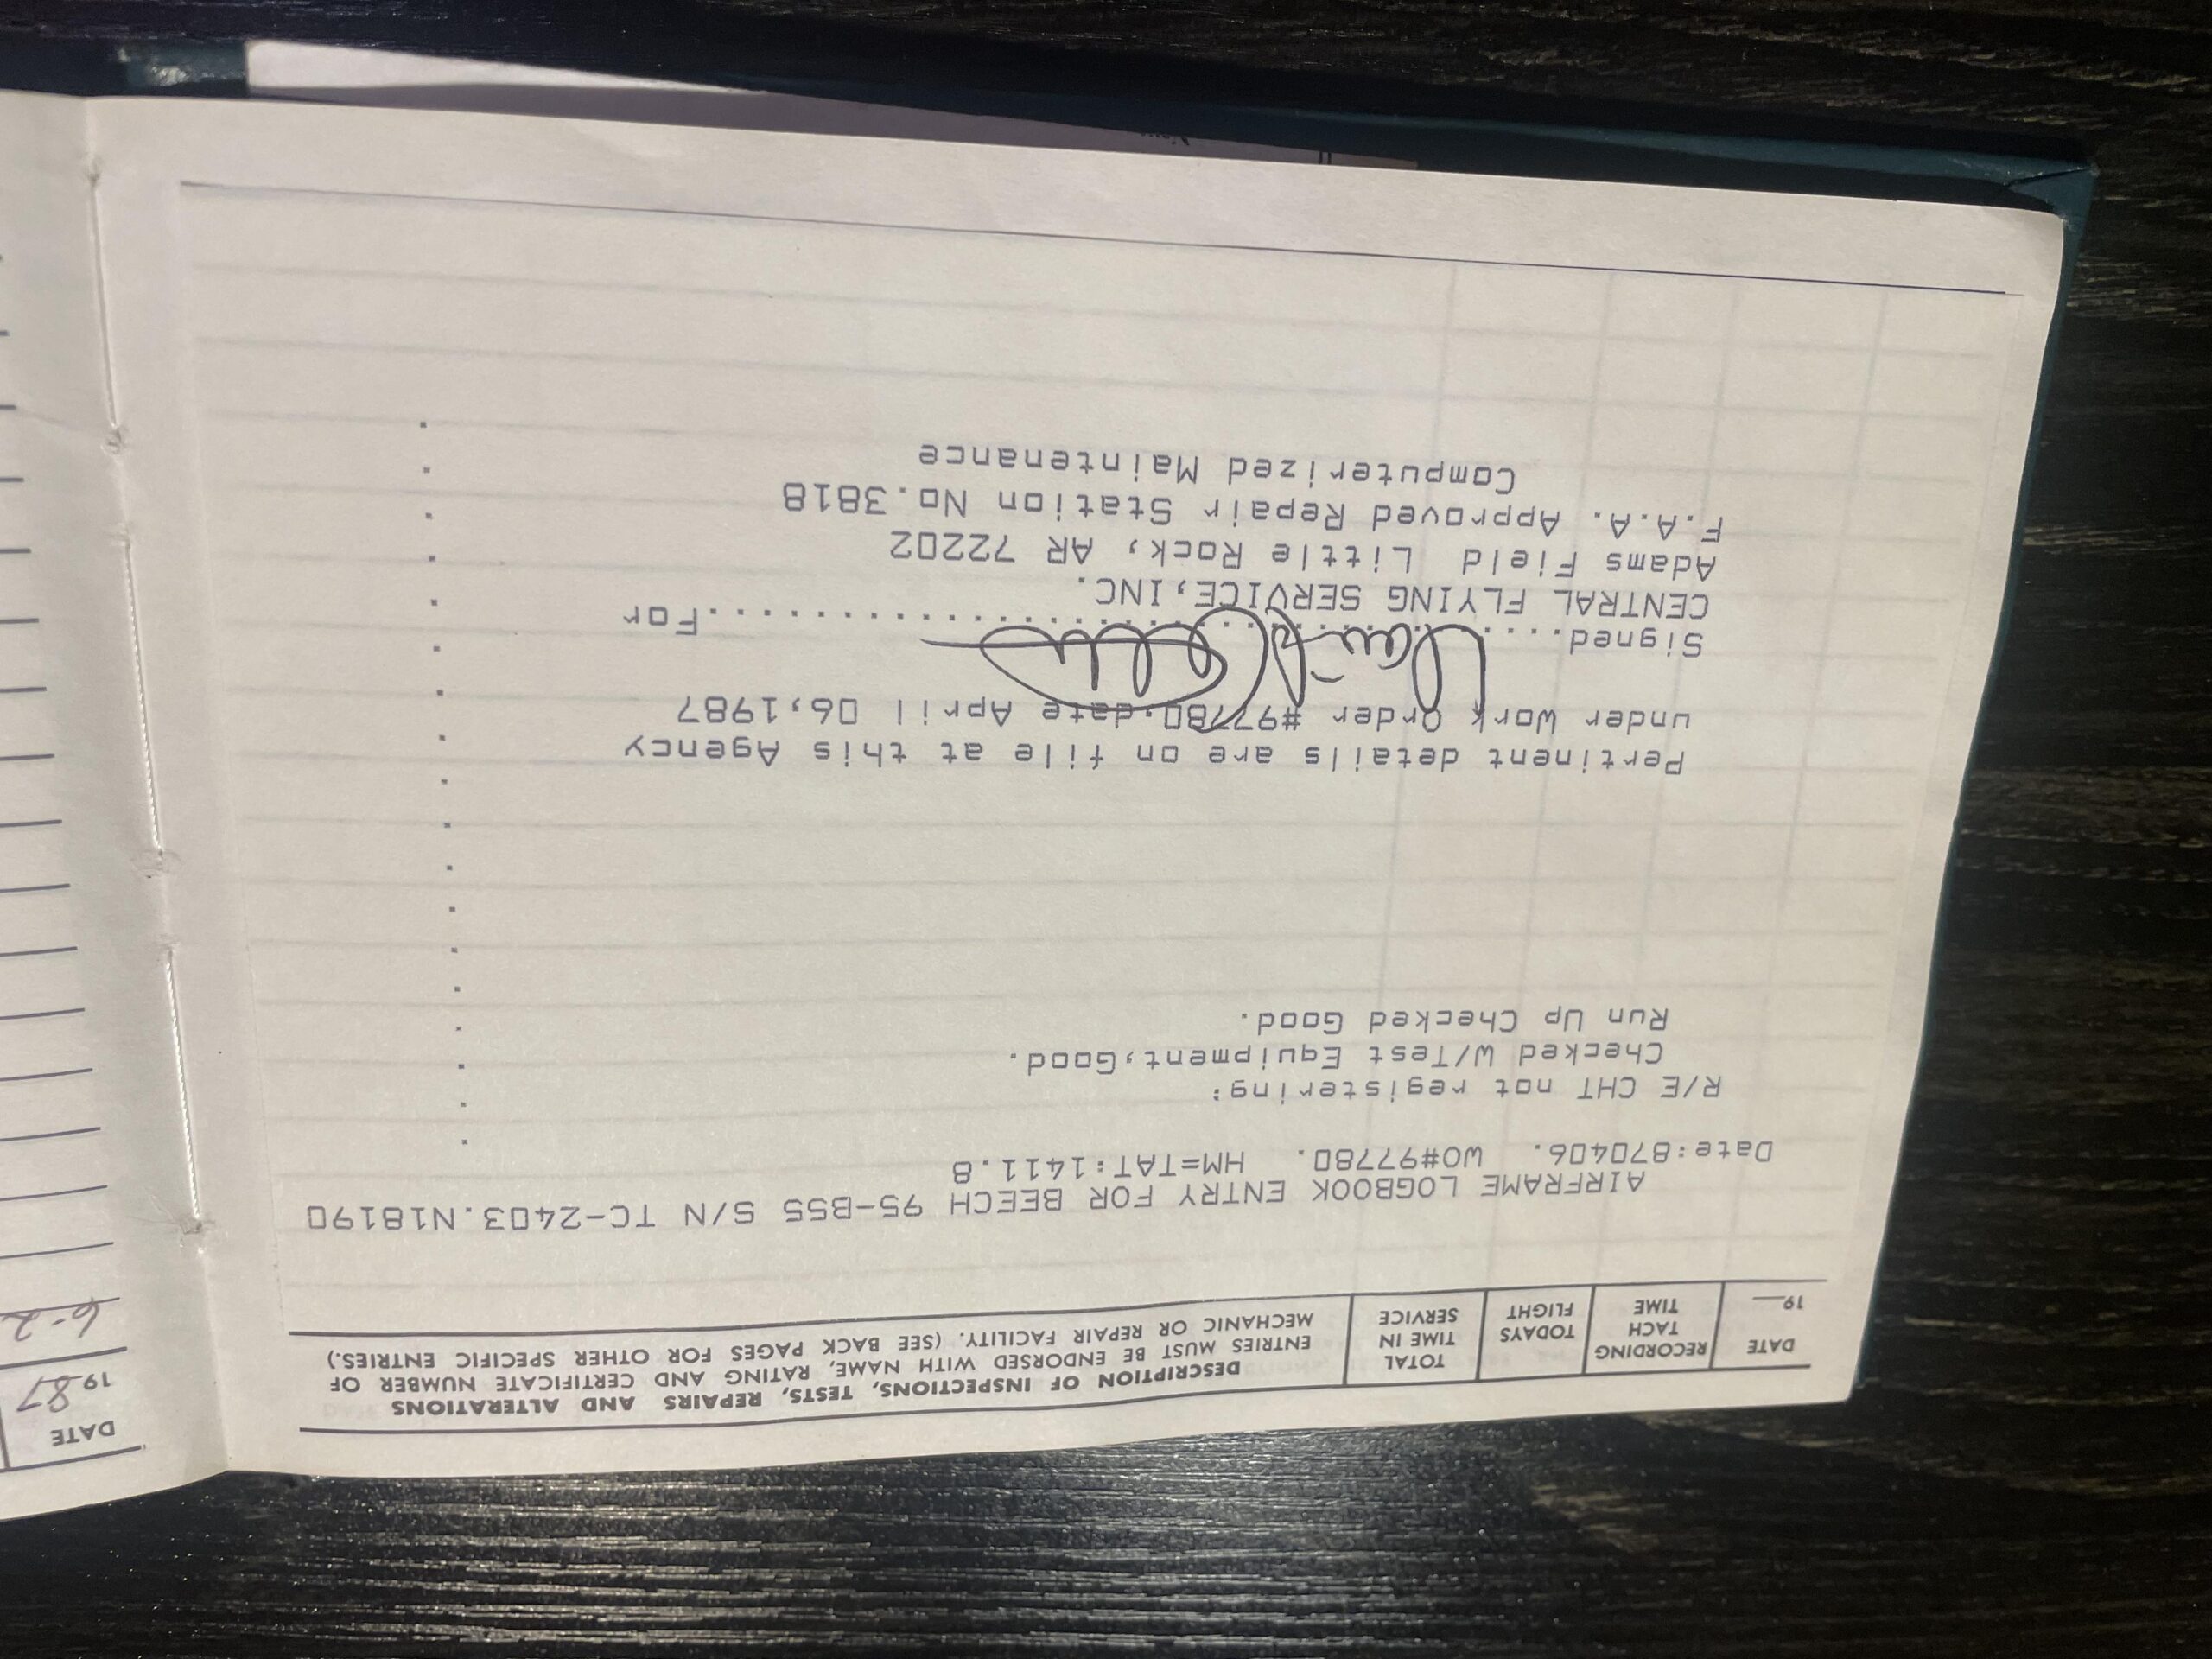 DATE
19
RECORDING
TACH
TIME
TODAYS
FLIGHT
TOTAL
TIME IN
SERVICE
DESCRIPTION OF INSPECTIONS, TESTS, REPAIRS AND ALTERATIONS
ENTRIES MUST BE ENDORSED WITH NAME, RATING AND CERTIFICATE NUMBER OF
MECHANIC OR REPAIR FACILITY. (SEE BACK PAGES FOR OTHER SPECIFIC ENTRIES.)
AIRFRAME LOGBOOK ENTRY FOR BEECH 95-B55 S/N TC-2403.N18190
Date:870406. WO#97780. HM=TAT:1411.8
R/E CHT not registering:
Checked W/Test Equipment,Good.
Run Up Checked Good.
Pertinent details are on file at this Agency
under Work Order #97780,date April 06,1987
Signed..............................For
CENTRAL FLYING SERVICE,INC.
Adams Field Little Rock, AR 72202
F.A.A. Approved Repair Station No.3818
Computerized Maintenance
DATE
1987
6-2